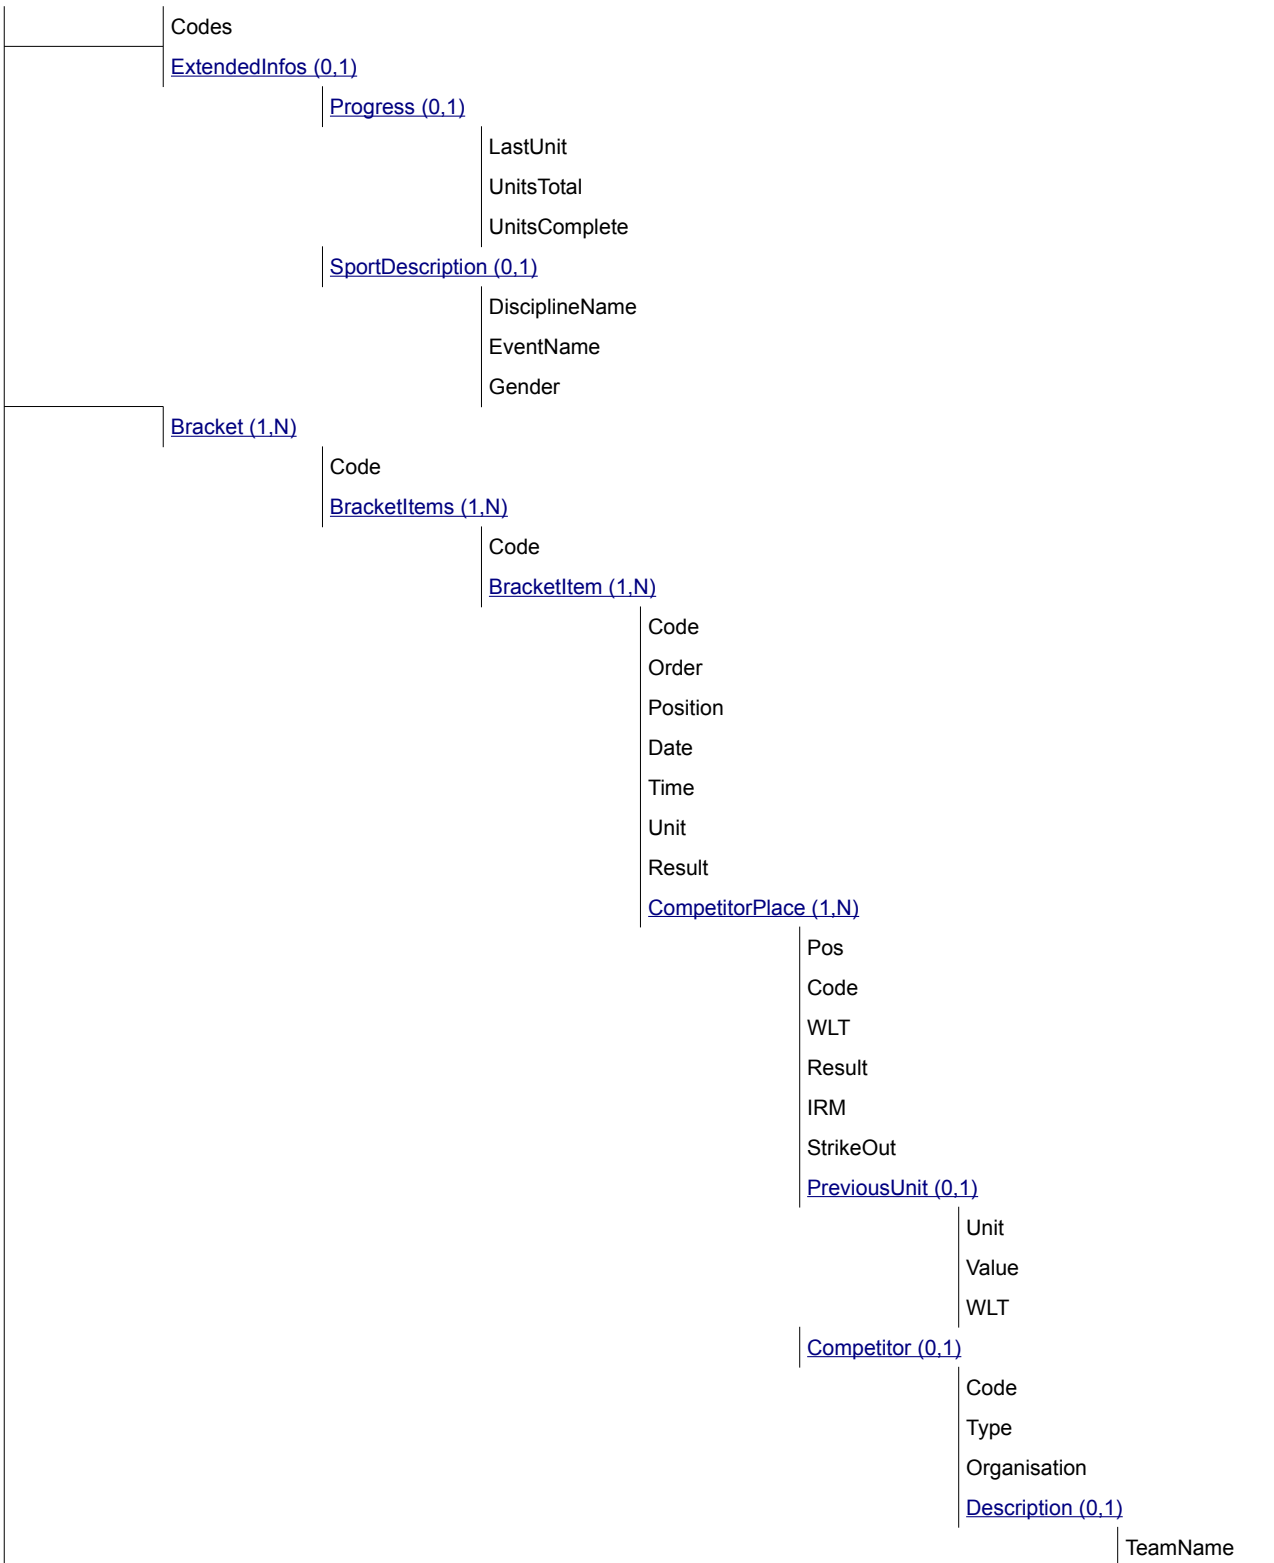 Codes
ExtendedInfos (0,1)
Progress (0,1)
LastUnit
UnitsTotal
UnitsComplete
SportDescription (0,1)
DisciplineName
EventName
Gender
Bracket (1,N)
Code
BracketItems (1,N)
Code
BracketItem (1,N)
Code
Order
Position
Date
Time
Unit
Result
CompetitorPlace (1,N)
Pos
Code
WLT
Result
IRM
StrikeOut
PreviousUnit (0,1)
Unit
Value
WLT
Competitor (0,1)
Code
Type
Organisation
Description (0,1)
TeamName